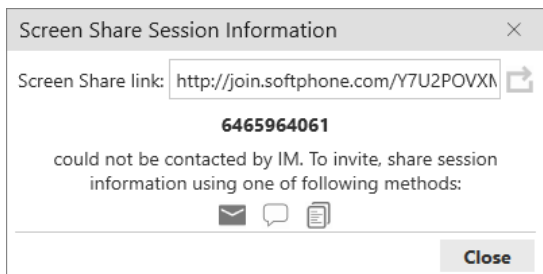 Screen Share Session Information
Screen Share link: http://join.softphone.com/Y7U2POVXN
6465964061
could not be contacted by IM. To invite, share session
information using one of following methods:
Close